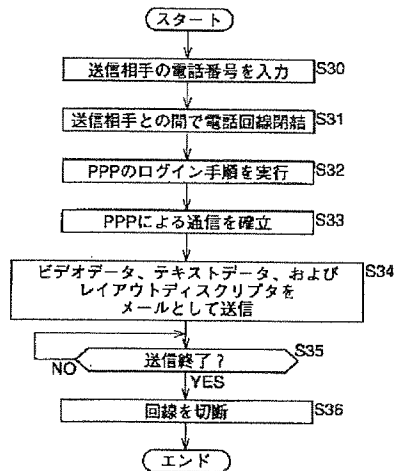 スタート
送信相手の電話番号を入力 S30
送信相手との間で電話回線閉結 S31
PPPのログイン手順を実行 S32
PPPによる通信を確立 S33
ビデオデータ、テキストデータ、および
レイアウトディスクリプタを
メールとして送信
S34
送信終了？ S35
NO
YES
回線を切断 S36
エンド